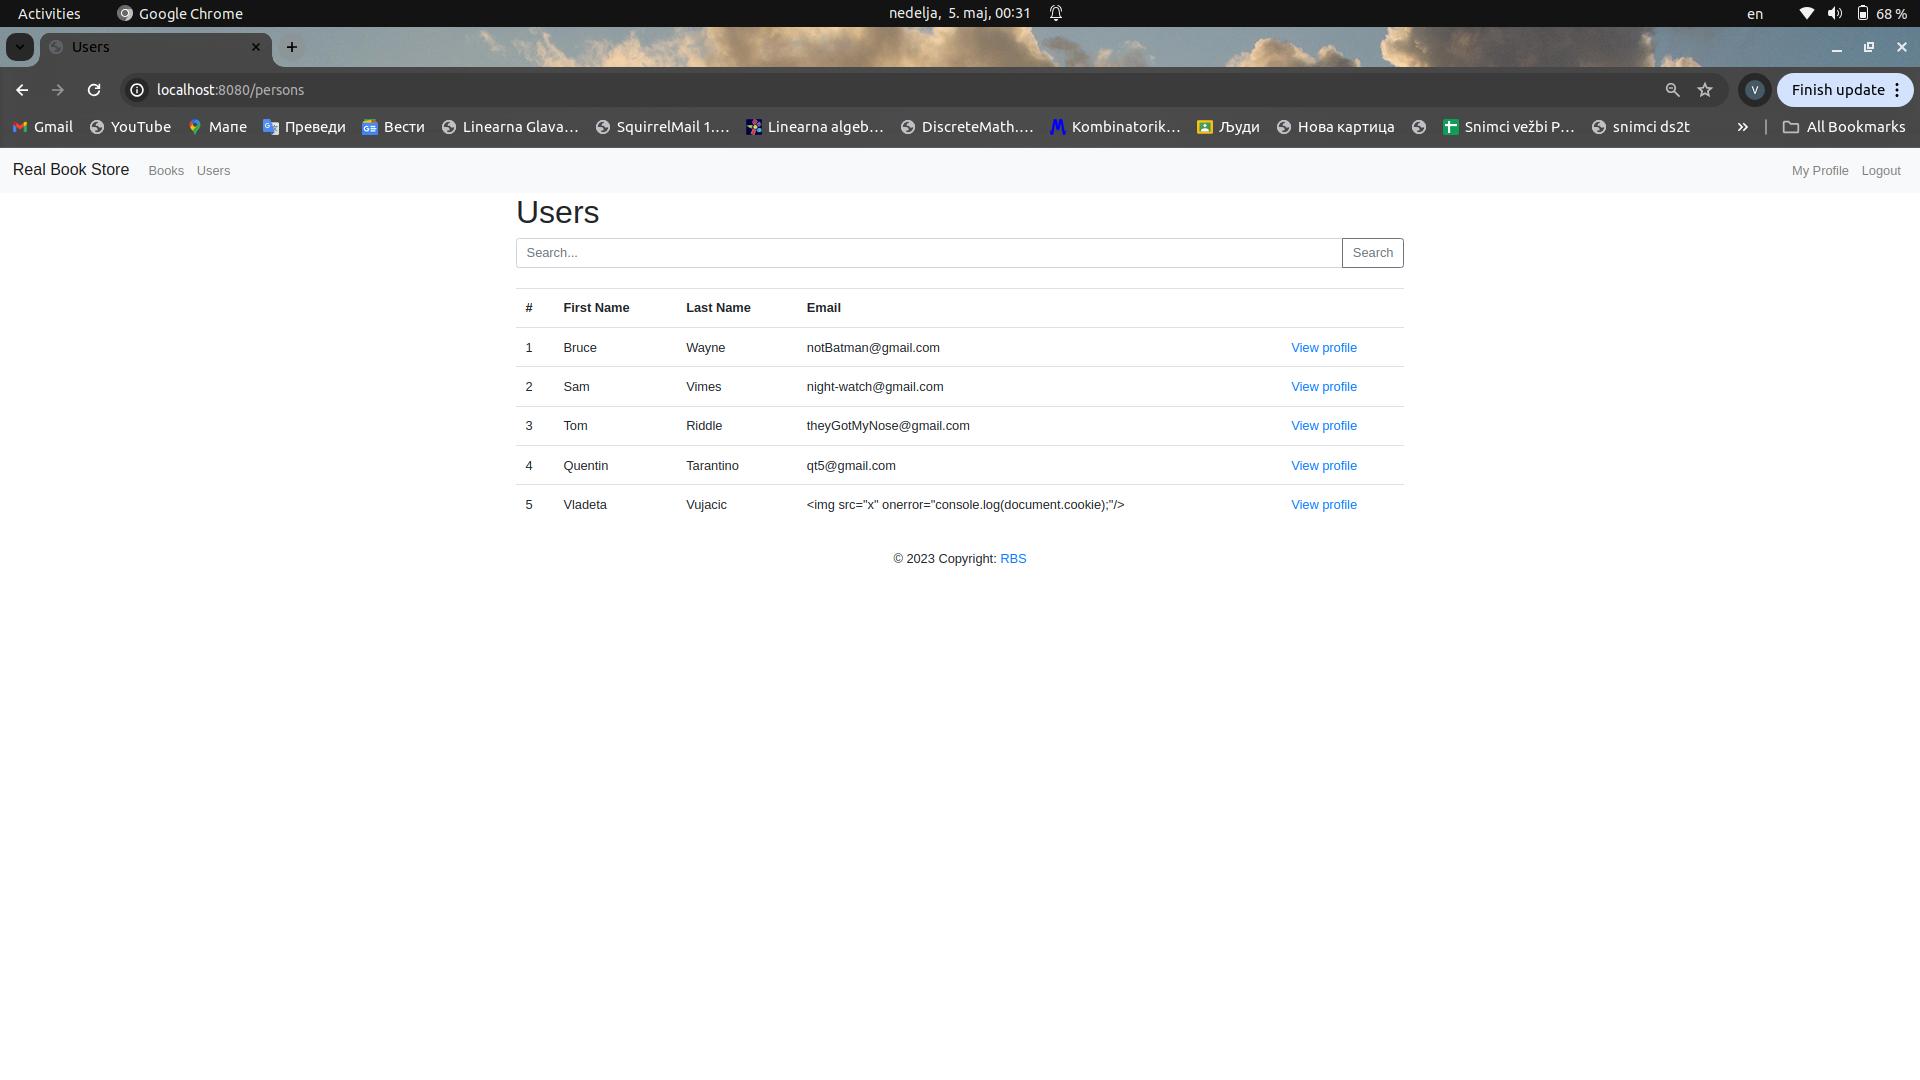 Activities Google Chrome nedelja, 5. maj, 00:31 en 68 %
Users
localhost:8080/persons V Finish update
Gmail YouTube Мапе Преведи Вести Linearna Glava... SquirrelMail 1.... Linearna algeb... DiscreteMath.... Kombinatorik... Људи Нова картица Snimci vežbi P... snimci ds2t » All Bookmarks
Real Book Store Books Users My Profile Logout
Users
Search... Search
# First Name Last Name Email
1 Bruce Wayne notBatman@gmail.com View profile
2 Sam Vimes night-watch@gmail.com View profile
3 Tom Riddle theyGotMyNose@gmail.com View profile
4 Quentin Tarantino qt5@gmail.com View profile
5 Vladeta Vujacic <img src="x" onerror="console.log(document.cookie);"/> View profile
© 2023 Copyright: RBS